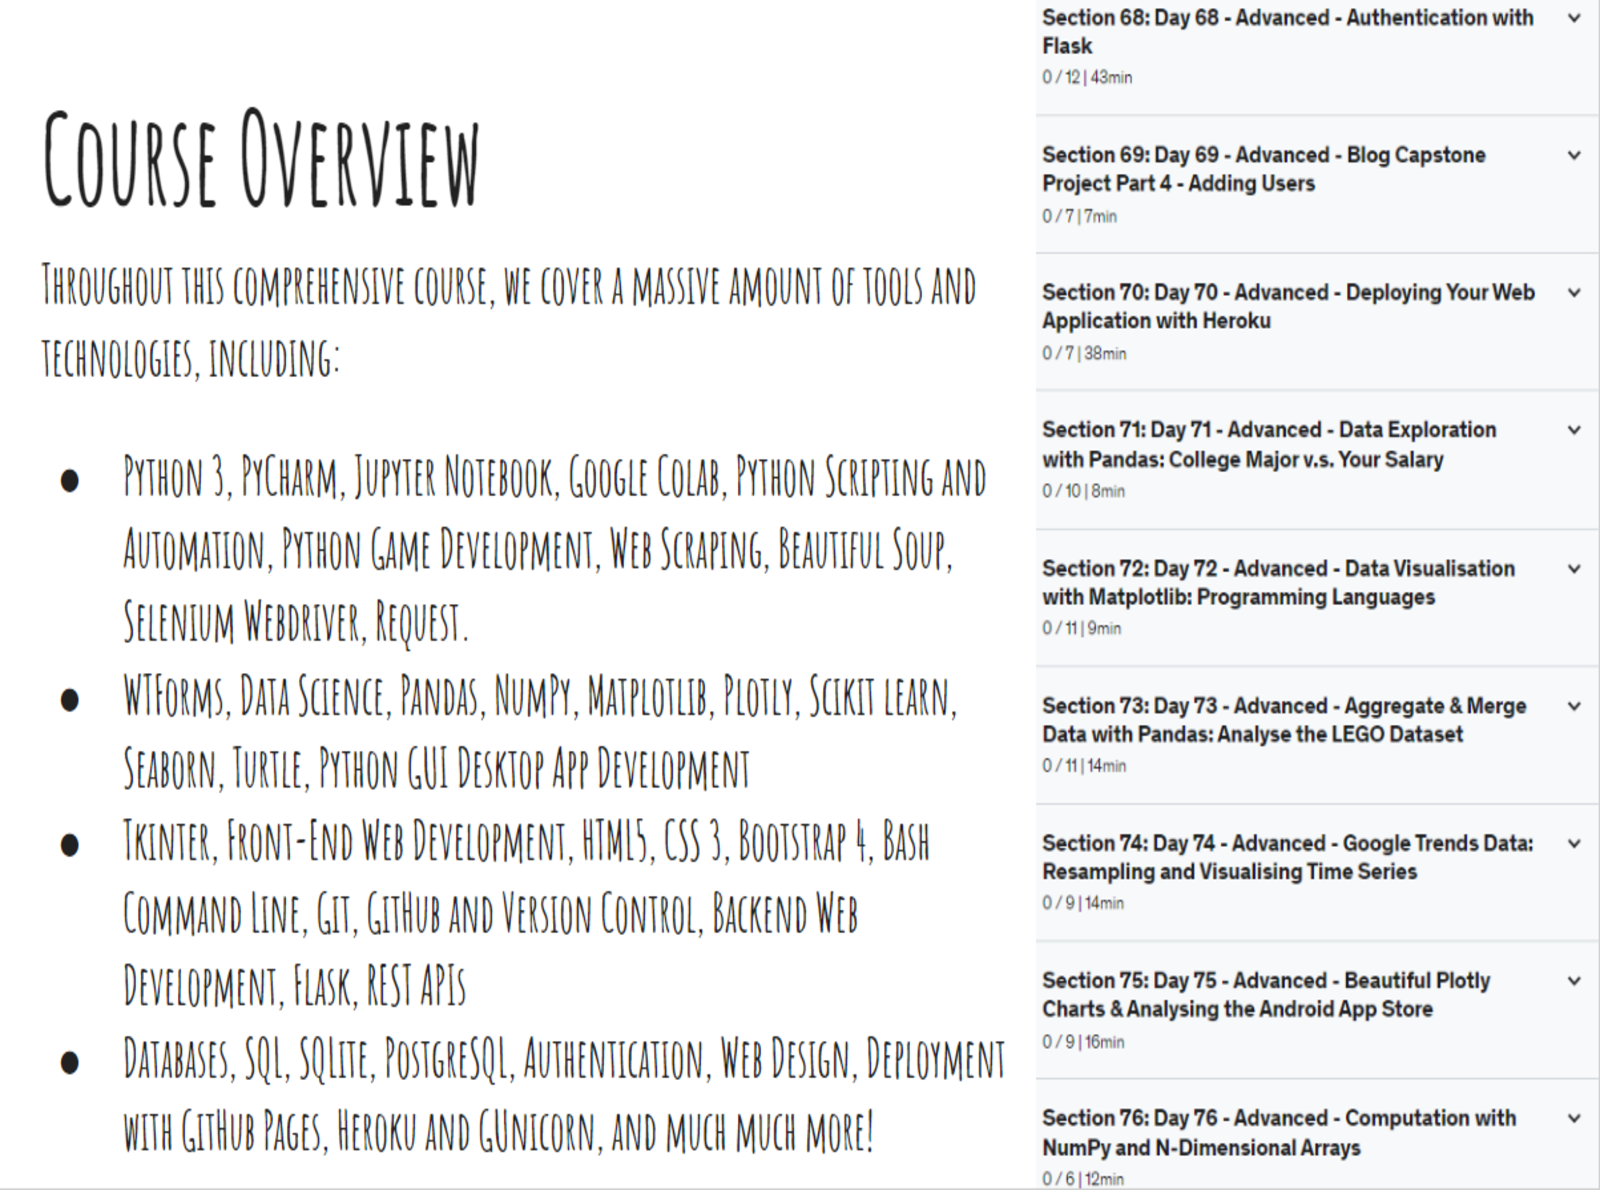 Course Overview
Throughout this comprehensive course, we cover a massive amount of tools and
technologies, including:
● Python 3, PyCharm, Jupyter Notebook, Google Colab, Python Scripting and
Automation, Python Game Development, Web Scraping, Beautiful Soup,
Selenium Webdriver, Request.
● WTForms, Data Science, Pandas, NumPy, Matplotlib, Plotly, Scikit learn,
Seaborn, Turtle, Python GUI Desktop App Development
● Tkinter, Front-End Web Development, HTML5, CSS 3, Bootstrap 4, Bash
Command Line, Git, GitHub and Version Control, Backend Web
Development, Flask, REST APIs
● Databases, SQL, SQLite, PostgreSQL, Authentication, Web Design, Deployment
with GitHub Pages, Heroku and GUnicorn, and much much more!
Section 68: Day 68 - Advanced - Authentication with
Flask
0 / 12 | 43min
Section 69: Day 69 - Advanced - Blog Capstone
Project Part 4 - Adding Users
0 / 7 | 7min
Section 70: Day 70 - Advanced - Deploying Your Web
Application with Heroku
0 / 7 | 38min
Section 71: Day 71 - Advanced - Data Exploration
with Pandas: College Major v.s. Your Salary
0 / 10 | 8min
Section 72: Day 72 - Advanced - Data Visualisation
with Matplotlib: Programming Languages
0 / 11 | 9min
Section 73: Day 73 - Advanced - Aggregate & Merge
Data with Pandas: Analyse the LEGO Dataset
0 / 11 | 14min
Section 74: Day 74 - Advanced - Google Trends Data:
Resampling and Visualising Time Series
0 / 9 | 14min
Section 75: Day 75 - Advanced - Beautiful Plotly
Charts & Analysing the Android App Store
0 / 9 | 16min
Section 76: Day 76 - Advanced - Computation with
NumPy and N-Dimensional Arrays
0 / 6 | 12min